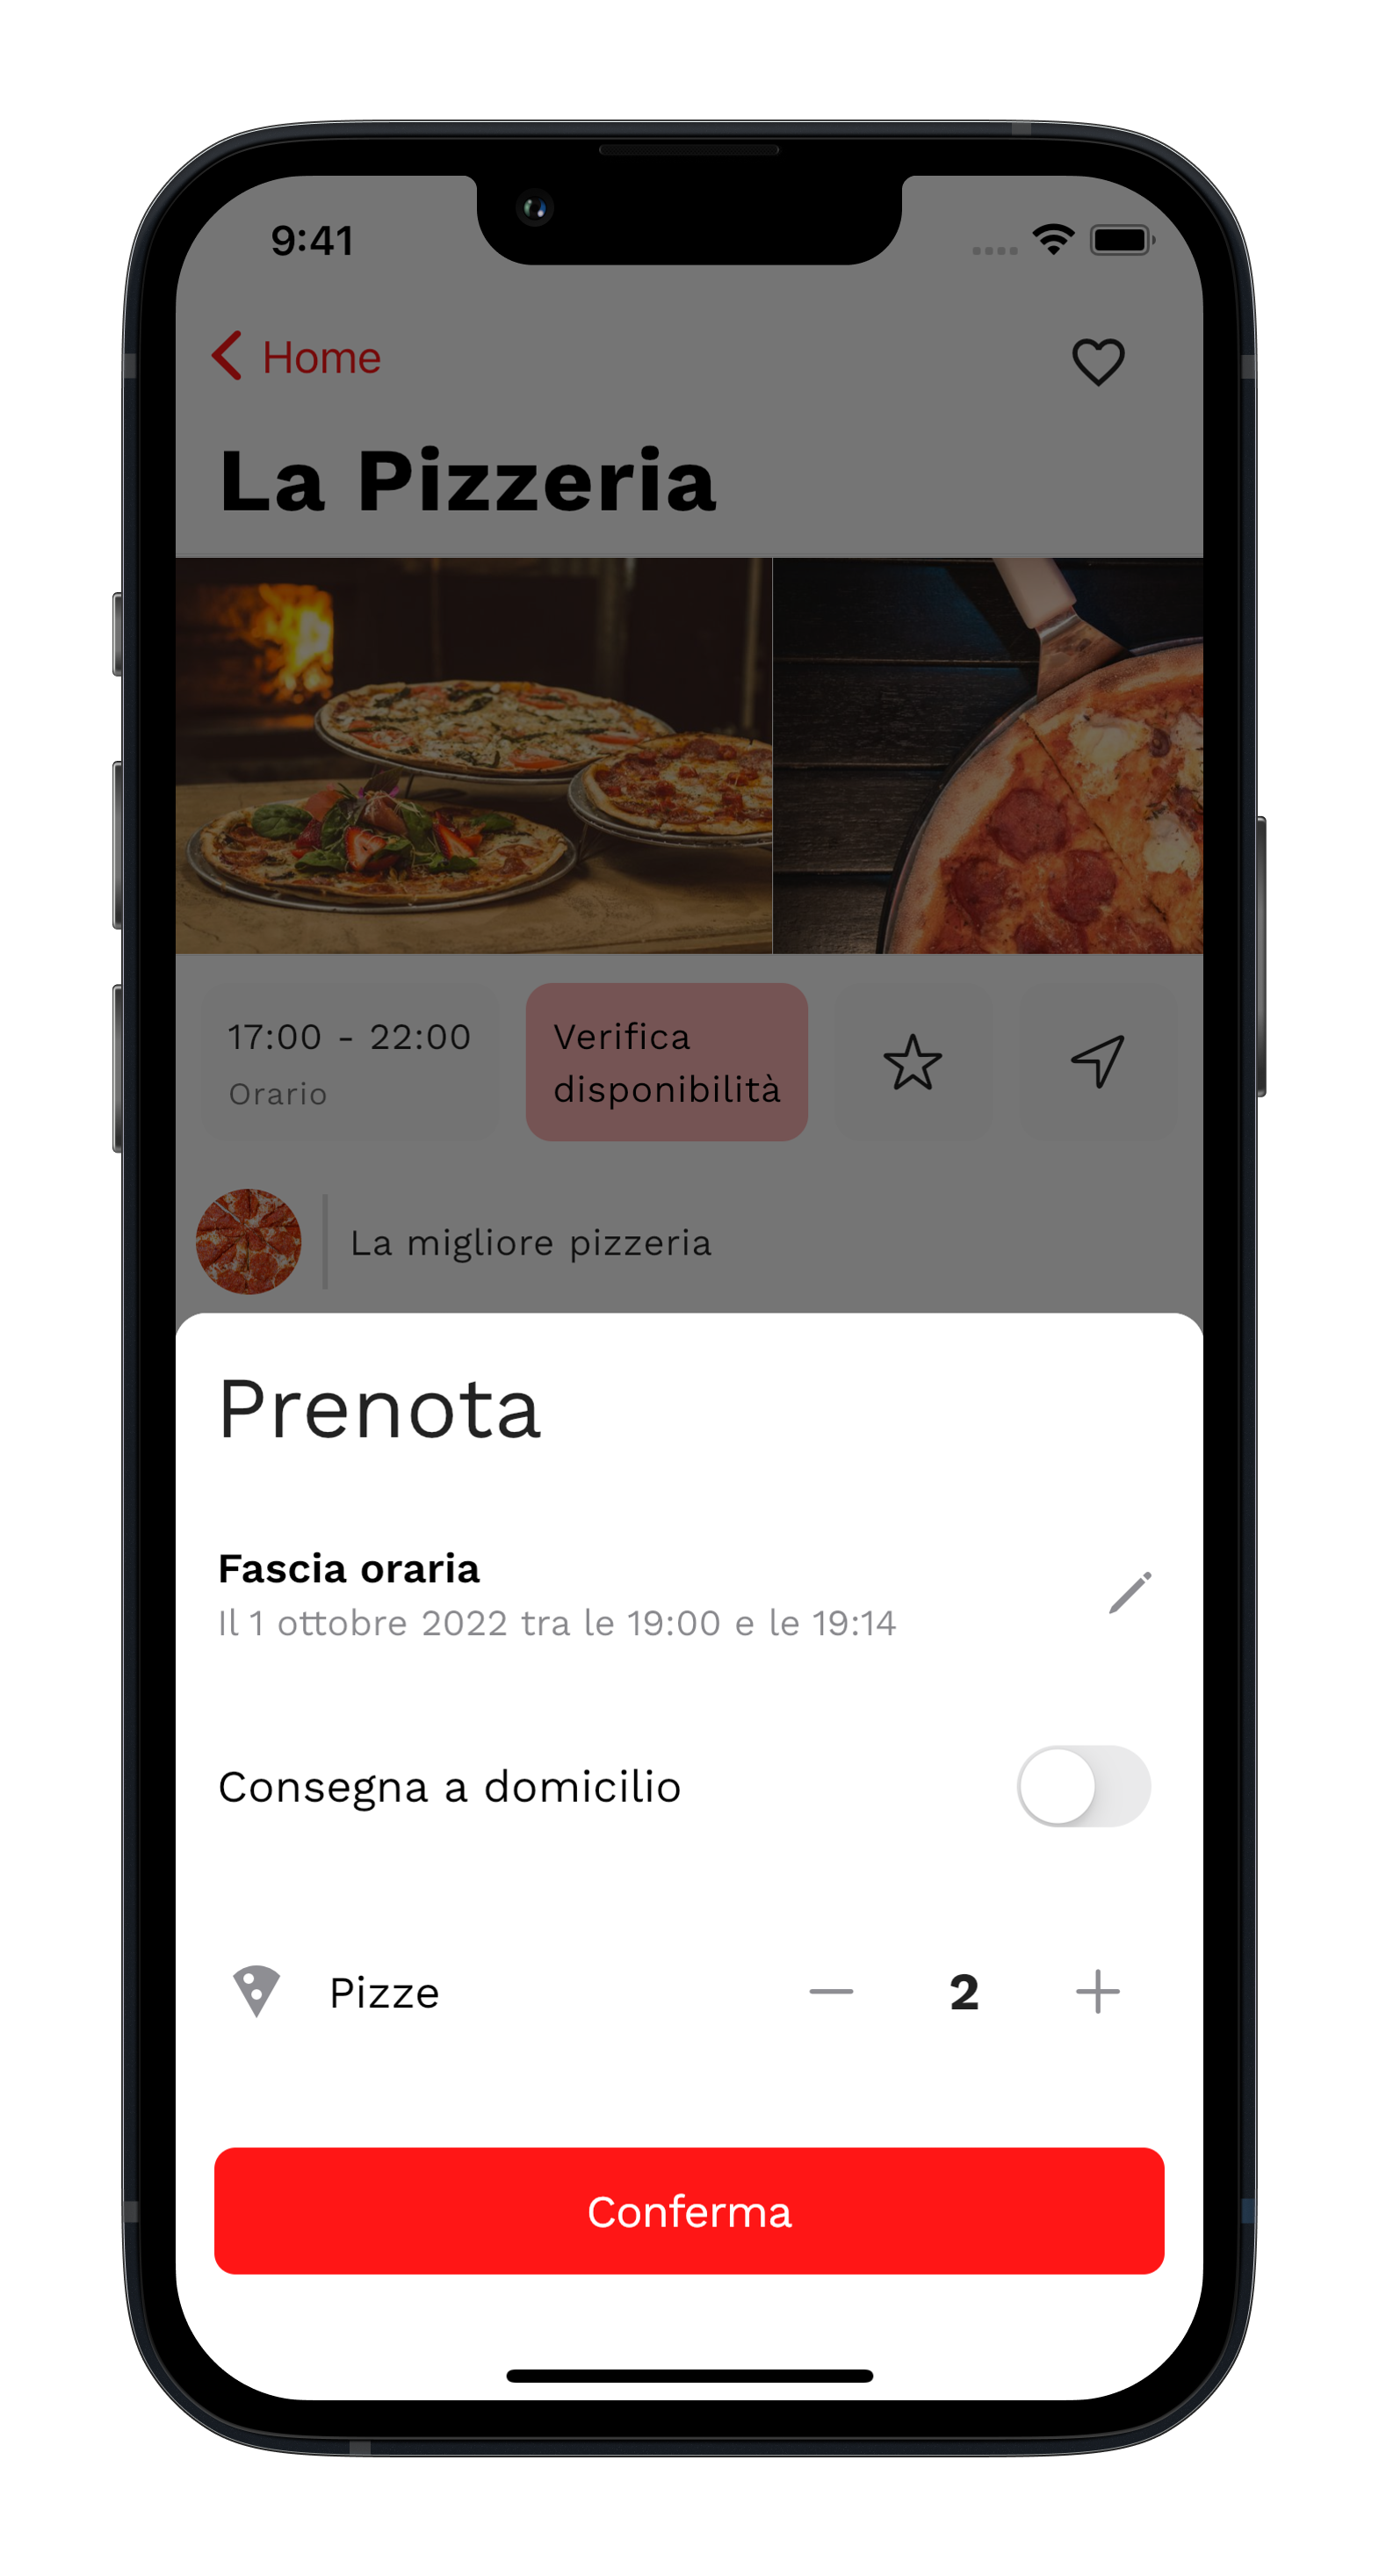 9:41
Home
La Pizzeria
17:00 - 22:00
Orario
Verifica
disponibilità
La migliore pizzeria
Prenota
Fascia oraria
Il 1 ottobre 2022 tra le 19:00 e le 19:14
Consegna a domicilio
Pizze
2
Conferma